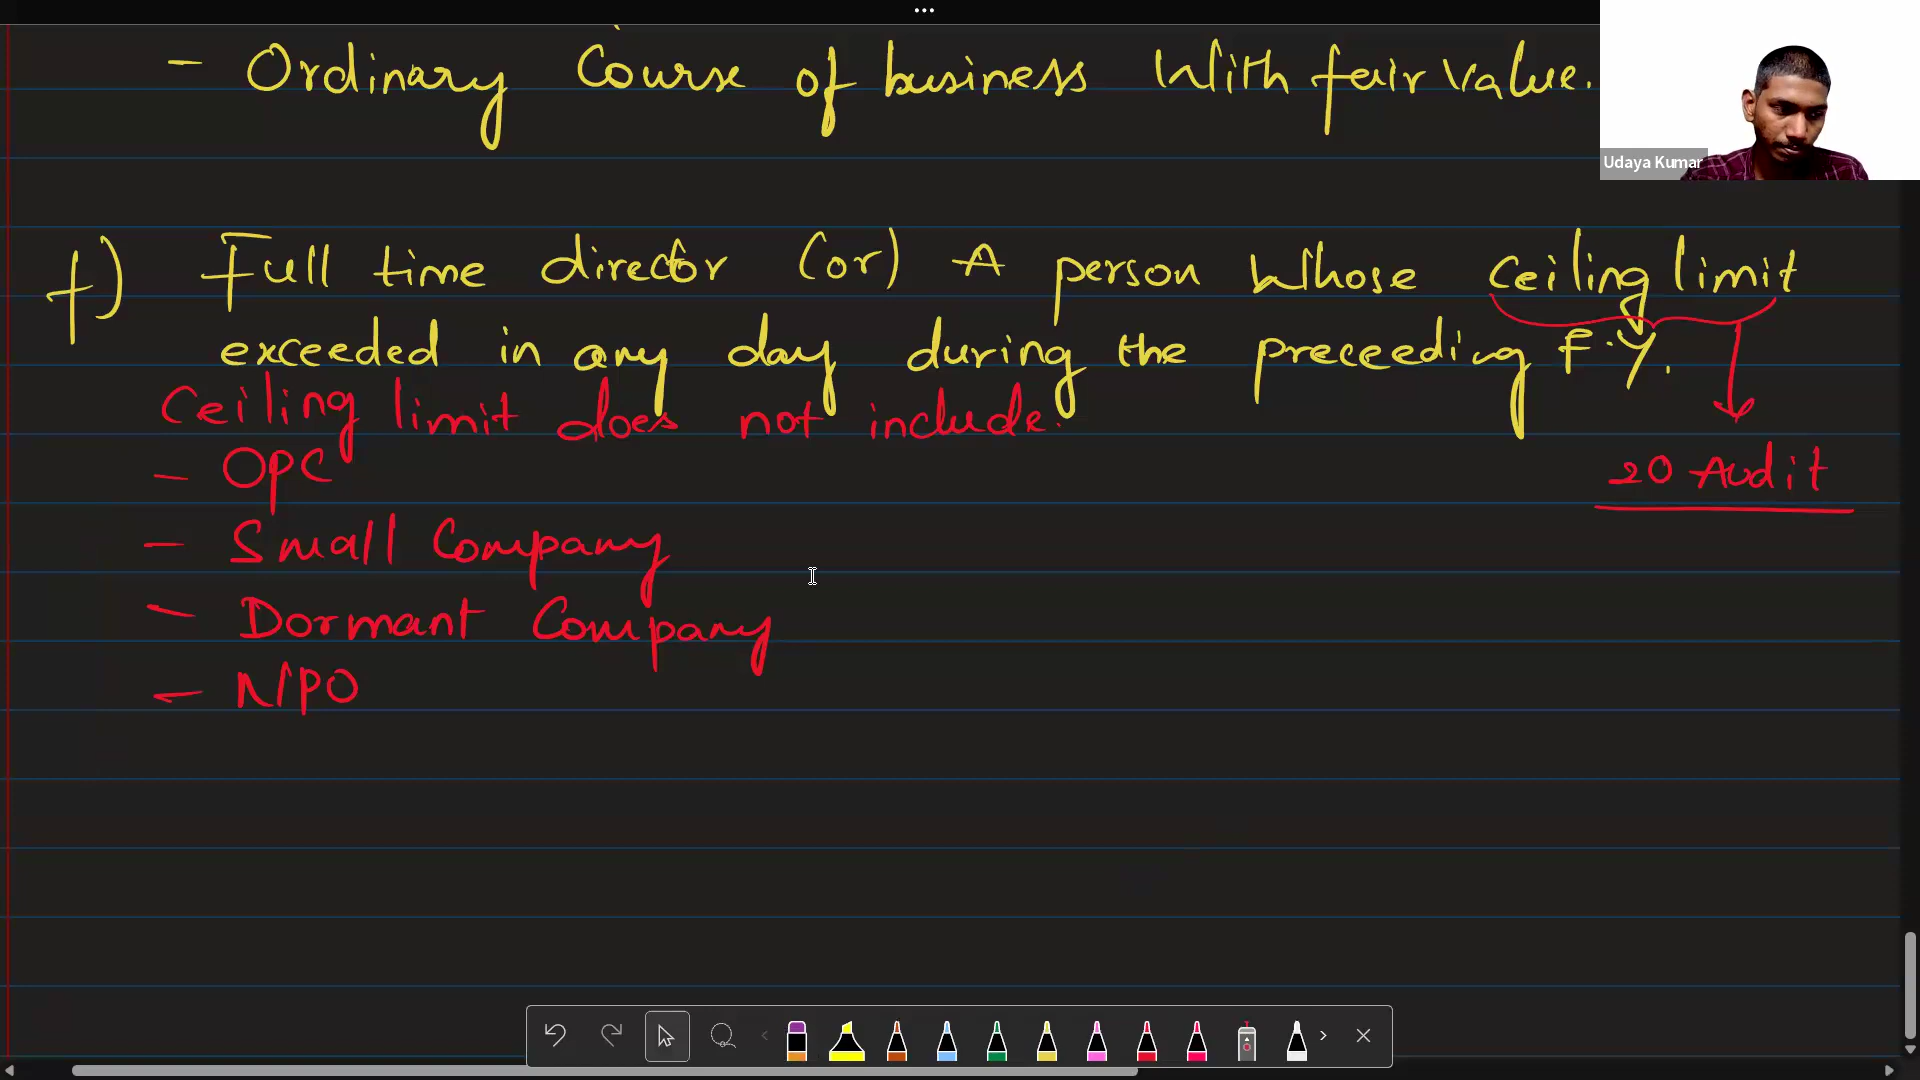 ...
- Ordinary Course of business With fair Value.
Udaya Kumar
f) Full time director (or) A person Whose Ceiling limit
exceeded in any day during the preceeding F.Y.
Ceiling limit does not include.
- OPC
20 Audit
- Small Company
- Dormant Company
- NPO